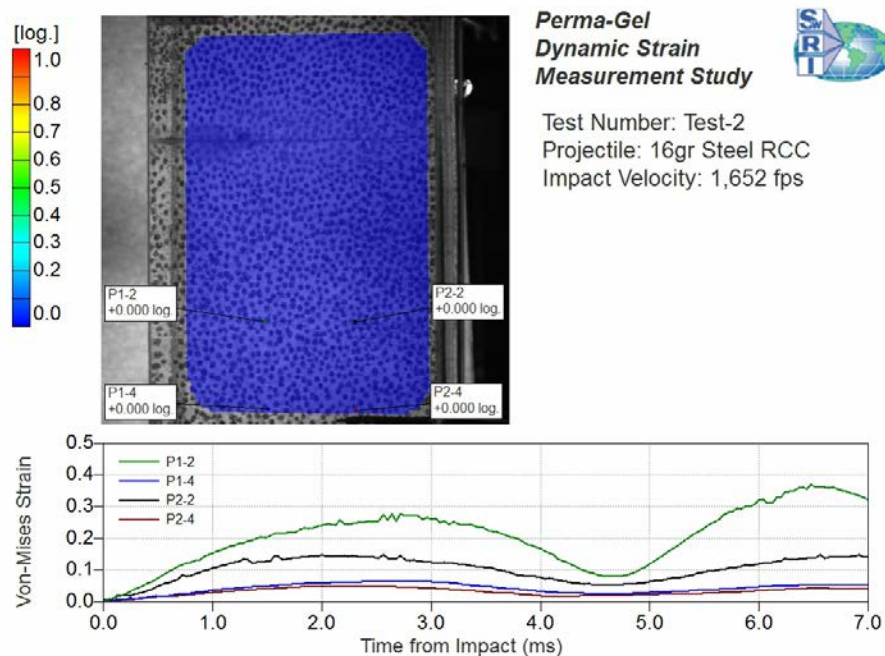 [log.]
1.0
0.8
0.7
0.6
0.5
0.4
0.3
0.2
0.0
P1-2
+0.000 log.
P2-2
+0.000 log.
P1-4
+0.000 log.
P2-4
+0.000 log.
Perma-Gel
Dynamic Strain
Measurement Study
SwRI
Test Number: Test-2
Projectile: 16gr Steel RCC
Impact Velocity: 1,652 fps
Von-Mises Strain
0.5
0.4
0.3
0.2
0.1
0.0
P1-2
P1-4
P2-2
P2-4
0.0 1.0 2.0 3.0 4.0 5.0 6.0 7.0
Time from Impact (ms)